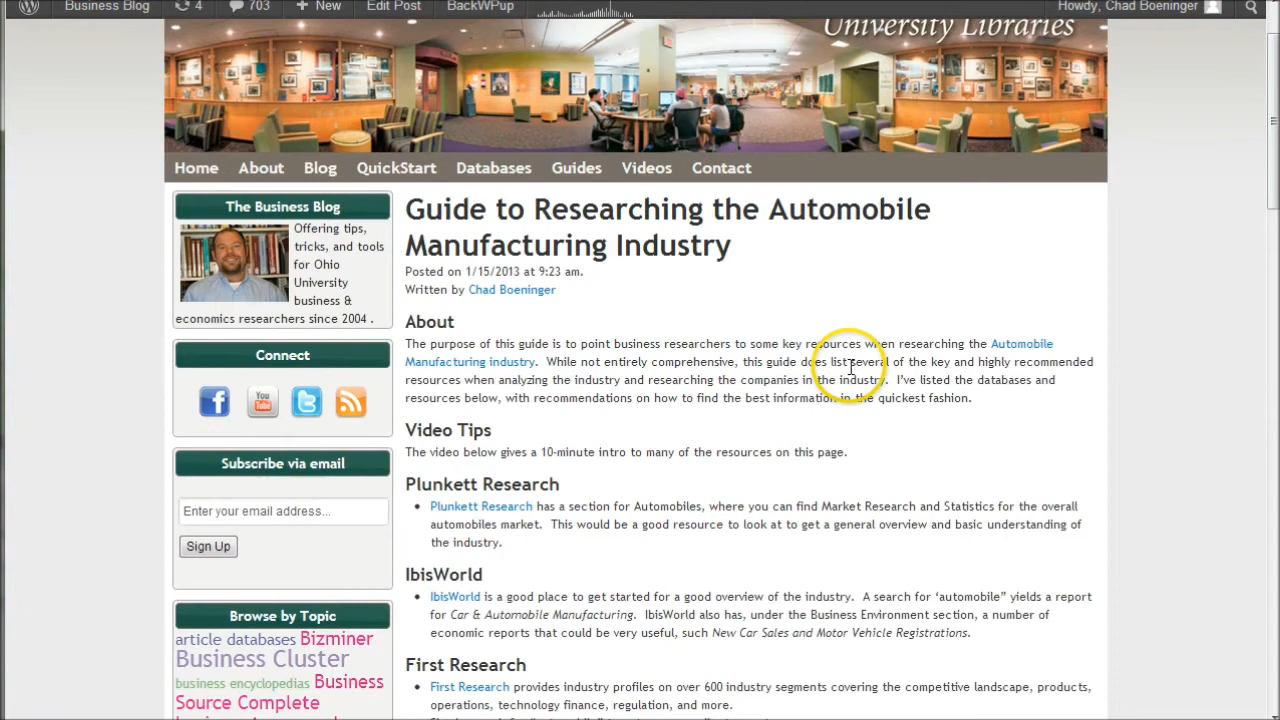 Business Blog 4 703 New Edit Post BackWPup Howdy, Chad Boeninger
University Libraries
Home About Blog QuickStart Databases Guides Videos Contact
The Business Blog
Offering tips,
tricks, and tools
for Ohio
University
business &
economics researchers since 2004 .
Connect
Subscribe via email
Enter your email address...
Sign Up
Browse by Topic
article databases Bizminer
Business Cluster
business encyclopedias Business
Source Complete
Guide to Researching the Automobile
Manufacturing Industry
Posted on 1/15/2013 at 9:23 am.
Written by Chad Boeninger
About
The purpose of this guide is to point business researchers to some key resources when researching the Automobile
Manufacturing industry. While not entirely comprehensive, this guide does list several of the key and highly recommended
resources when analyzing the industry and researching the companies in the industry. I've listed the databases and
resources below, with recommendations on how to find the best information in the quickest fashion.
Video Tips
The video below gives a 10-minute intro to many of the resources on this page.
Plunkett Research
Plunkett Research has a section for Automobiles, where you can find Market Research and Statistics for the overall
automobiles market. This would be a good resource to look at to get a general overview and basic understanding of
the industry.
IbisWorld
IbisWorld is a good place to get started for a good overview of the industry. A search for 'automobile" yields a report
for Car & Automobile Manufacturing. IbisWorld also has, under the Business Environment section, a number of
economic reports that could be very useful, such New Car Sales and Motor Vehicle Registrations.
First Research
First Research provides industry profiles on over 600 industry segments covering the competitive landscape, products,
operations, technology finance, regulation, and more.